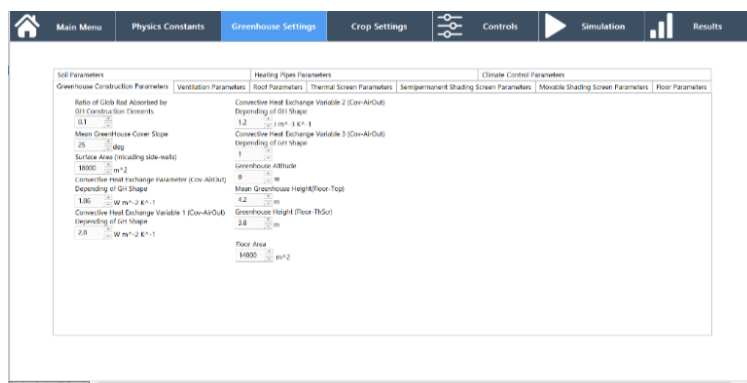 Main Menu
Physics Constants
Greenhouse Settings
Crop Settings
Controls
Simulation
Results
Soil Parameters
Heating Pipes Parameters
Climate Control Parameters
Greenhouse Construction Parameters
Ventilation Parameters
Roof Parameters
Thermal Screen Parameters
Semipermanent Shading Screen Parameters
Movable Shading Screen Parameters
Floor Parameters
Ratio of Glob Rad Absorbed by
GH Construction Elements
0.1
Mean GreenHouse Cover Slope
25 deg
Surface Area (Inlcuding side-walls)
18000 m^2
Convective Heat Exchange Parameter (Cov-AirOut)
Depending of GH Shape
1.86 W m^-2 K^-1
Convective Heat Exchange Variable 1 (Cov-AirOut)
Depending of GH Shape
2.8 W m^-2 K^-1
Convective Heat Exchange Variable 2 (Cov-AirOut)
Depending of GH Shape
1.2 J m^-3 K^-1
Convective Heat Exchange Variable 3 (Cov-AirOut)
Depending of GH Shape
1
Greenhouse Altitude
0 m
Mean Greenhouse Height(Floor-Top)
4.2 m
Greenhouse Height (Floor-ThScr)
3.8 m
Floor Area
14000 m^2